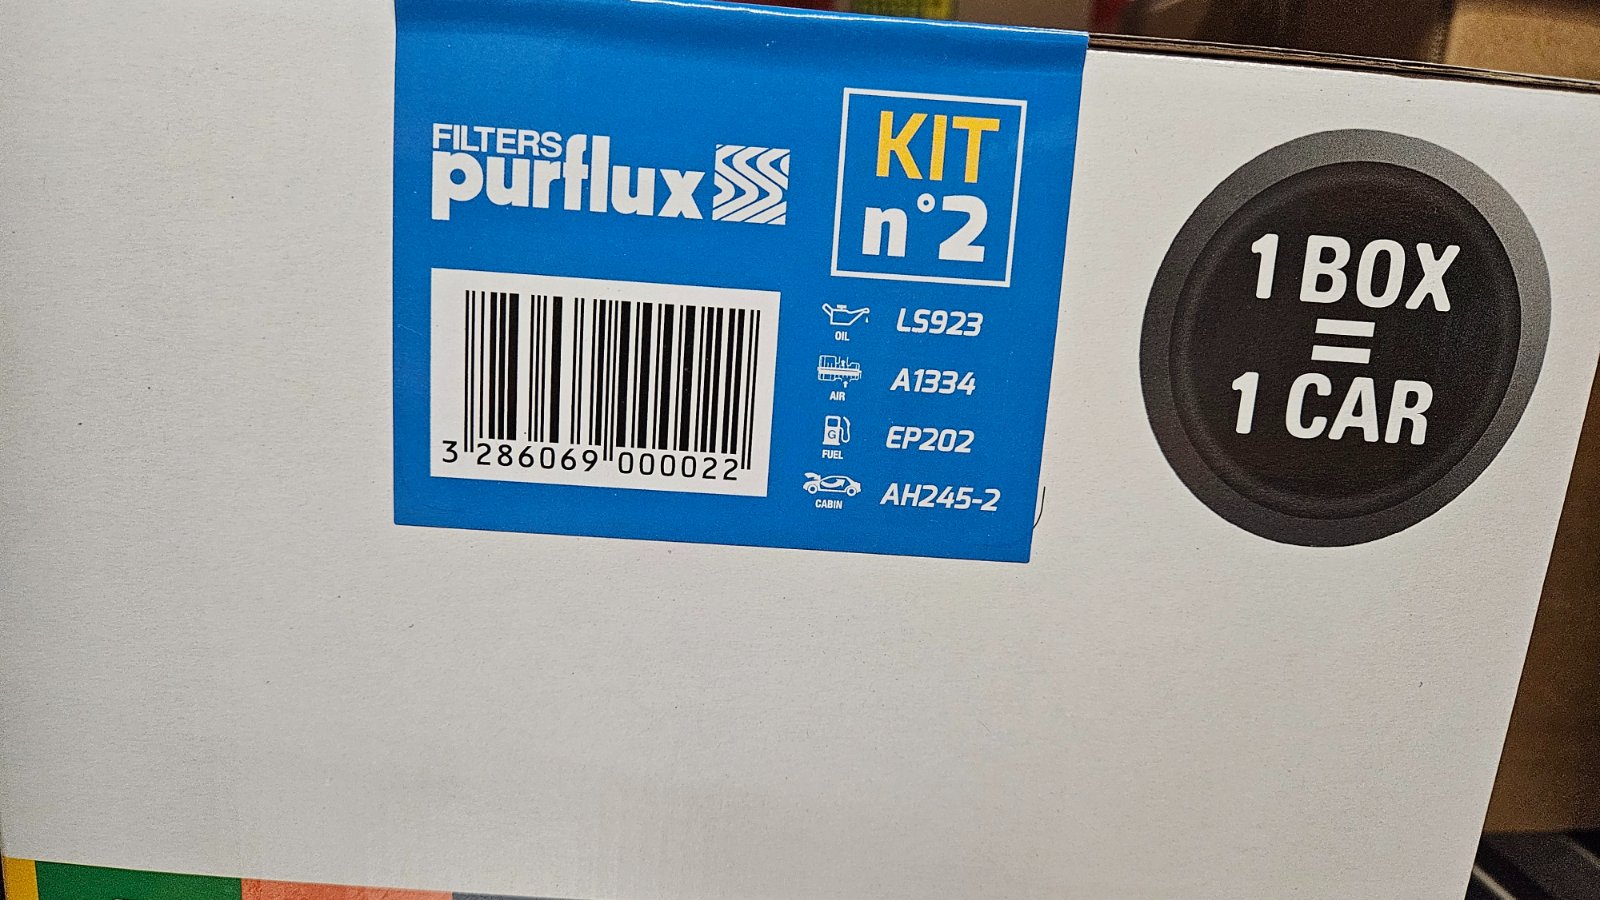 FILTERS
purflux
KIT
n°2
3 286069 000022
OIL
LS923
AIR
A1334
G
FUEL
EP202
CABIN
AH245-2
1 BOX
=
1 CAR